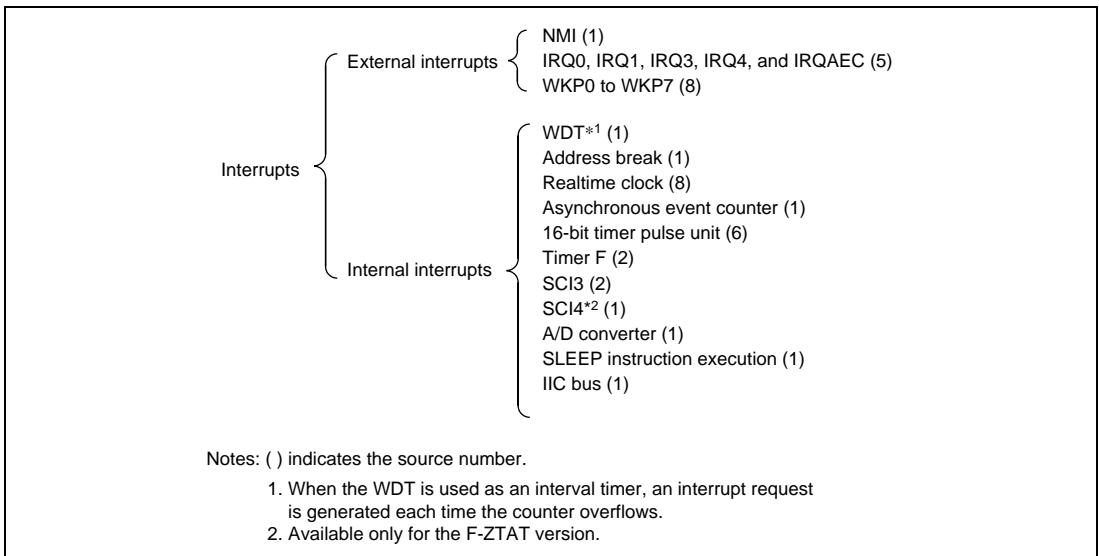 Interrupts
External interrupts
NMI (1)
IRQ0, IRQ1, IRQ3, IRQ4, and IRQAEC (5)
WKP0 to WKP7 (8)
Internal interrupts
WDT*1 (1)
Address break (1)
Realtime clock (8)
Asynchronous event counter (1)
16-bit timer pulse unit (6)
Timer F (2)
SCI3 (2)
SCI4*2 (1)
A/D converter (1)
SLEEP instruction execution (1)
IIC bus (1)
Notes: ( ) indicates the source number.
1. When the WDT is used as an interval timer, an interrupt request
is generated each time the counter overflows.
2. Available only for the F-ZTAT version.